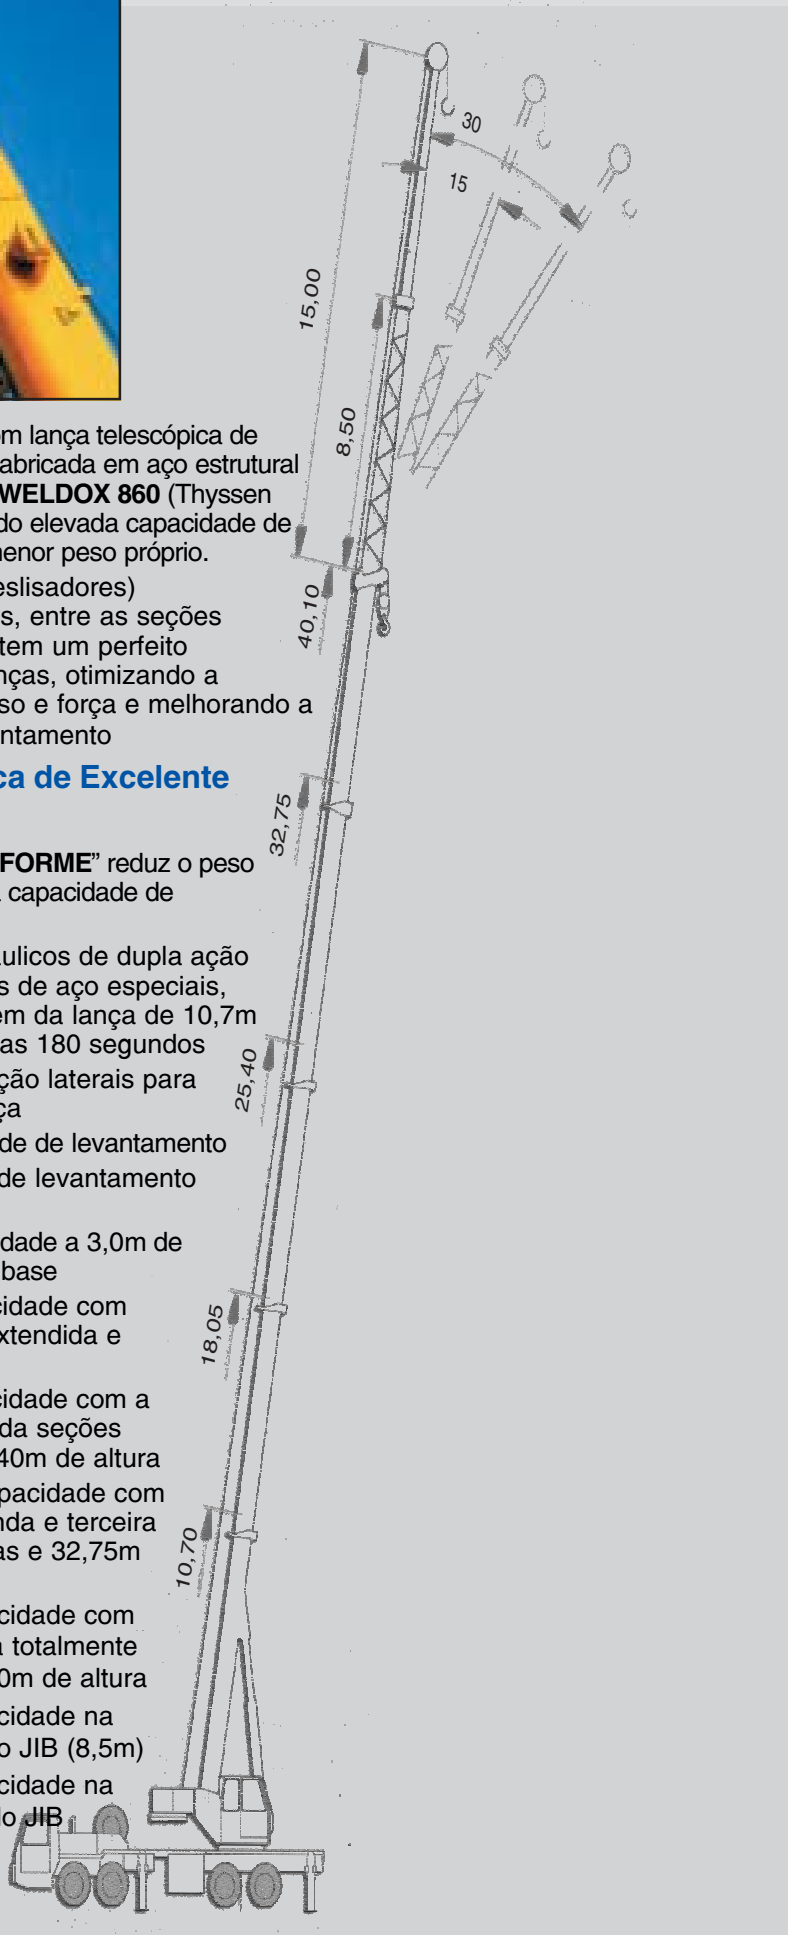 30
15
15,00
8,50
om lança telescópica de
abricada em aço estrutural
WELDOX 860 (Thyssen
do elevada capacidade de
menor peso próprio.
eslisadores)
s, entre as seções
tem um perfeito
nças, otimizando a
so e força e melhorando a
ntamento
40,10
ca de Excelente
32,75
FORME” reduz o peso
capacidade de
ulicos de dupla ação
s de aço especiais,
em da lança de 10,7m
as 180 segundos
ção laterais para
ça
25,40
de de levantamento
de levantamento
dade a 3,0m de
base
cidade com
xtendida e
18,05
cidade com a
da seções
40m de altura
pacidade com
nda e terceira
as e 32,75m
10,70
cidade com
a totalmente
0m de altura
cidade na
o JIB (8,5m)
cidade na
do JIB